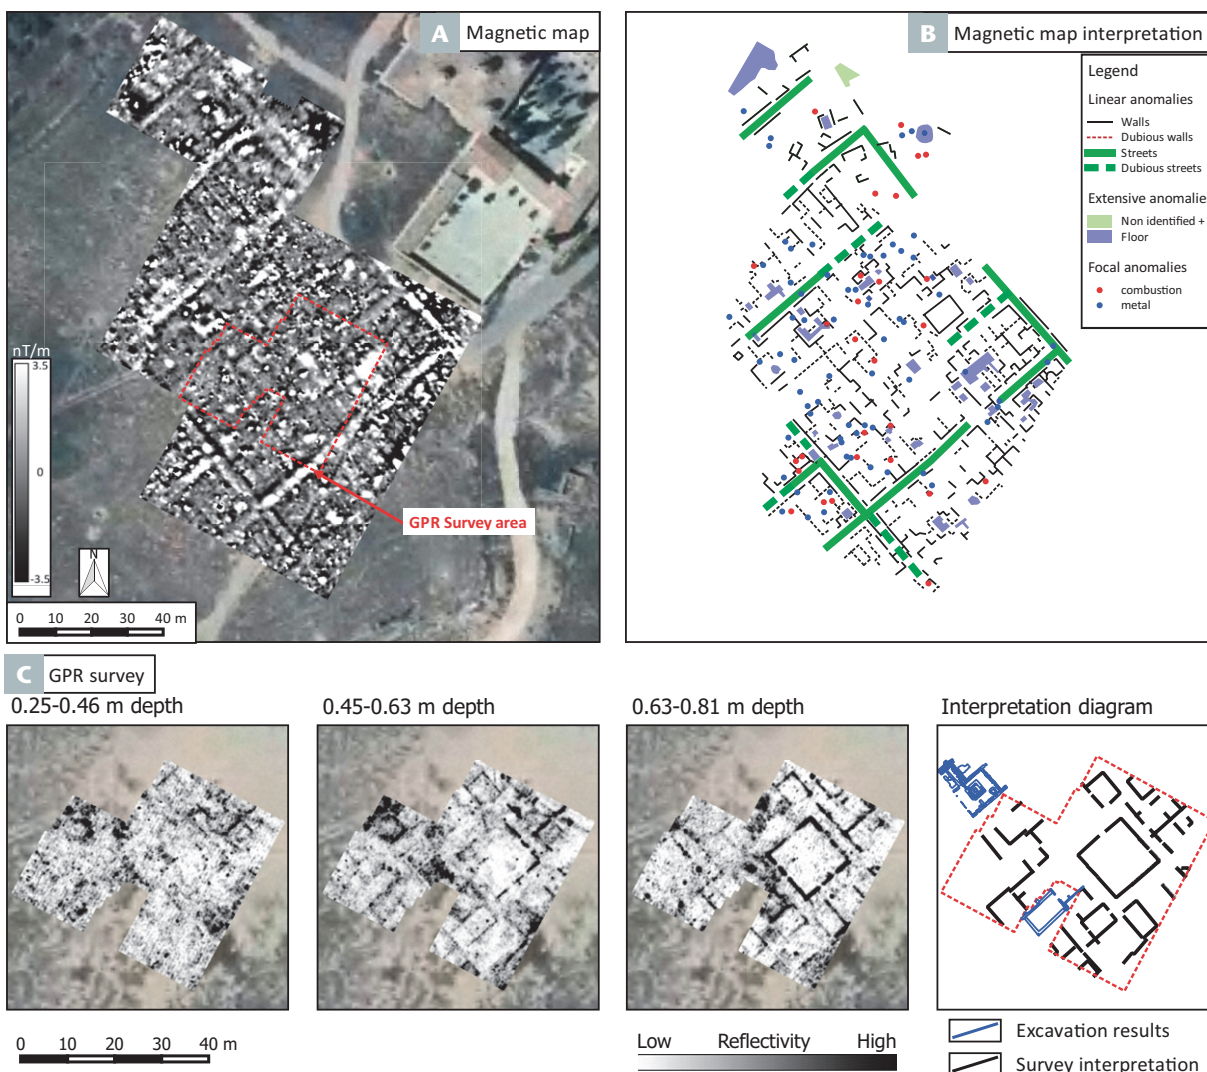 A Magnetic map
nT/m
3.5
0
-3.5
N
0 10 20 30 40 m
GPR Survey area
B Magnetic map interpretation
Legend
Linear anomalies
Walls
Dubious walls
Streets
Dubious streets
Extensive anomalie
Non identified +
Floor
Focal anomalies
combustion
metal
C GPR survey
0.25-0.46 m depth
0.45-0.63 m depth
0.63-0.81 m depth
Interpretation diagram
0 10 20 30 40 m
Low Reflectivity High
Excavation results
Survey interpretation